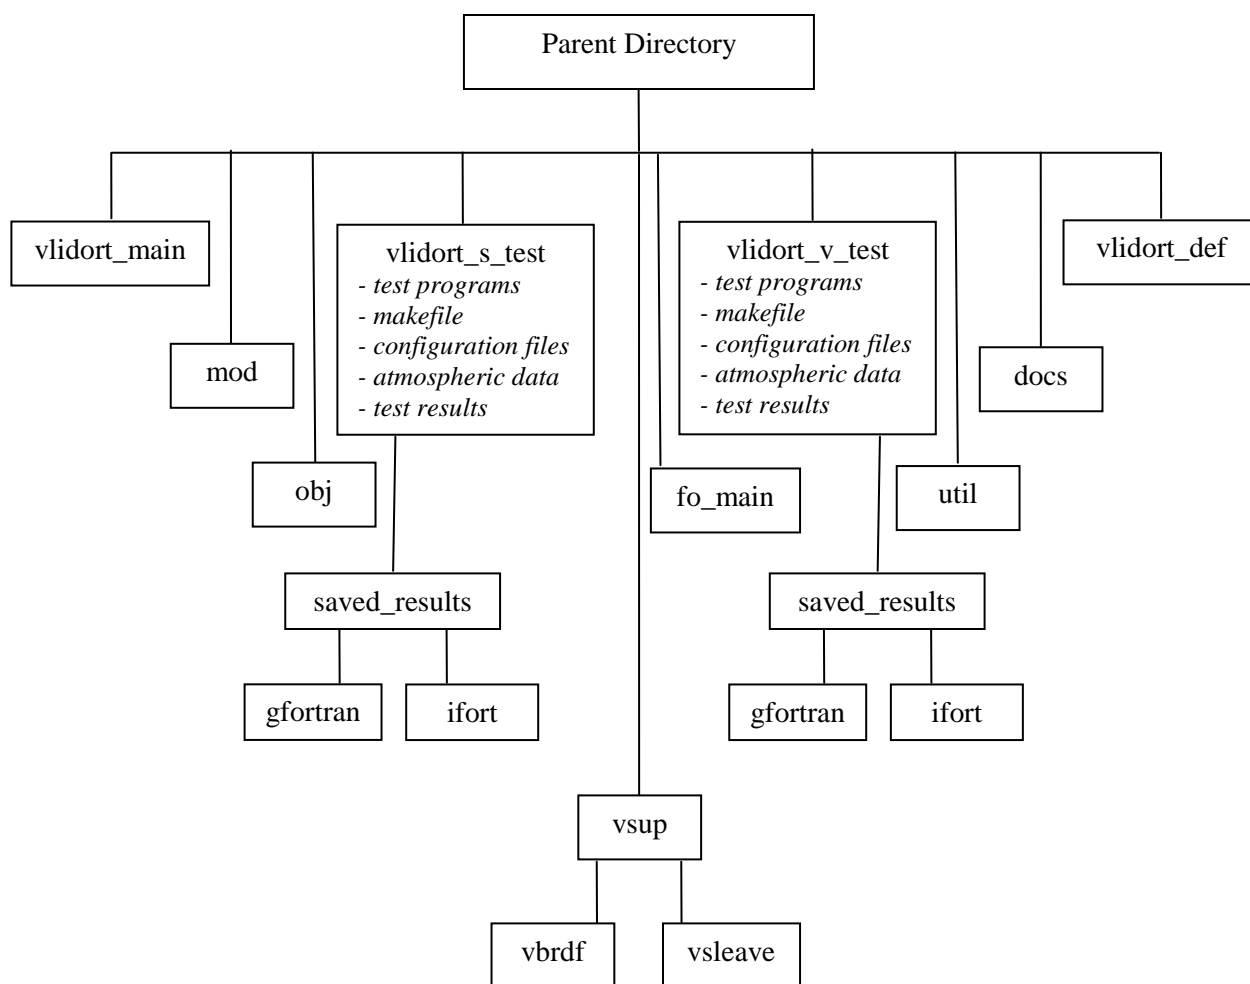 Parent Directory
vlidort_main
vlidort_s_test
- test programs
- makefile
- configuration files
- atmospheric data
- test results
vlidort_v_test
- test programs
- makefile
- configuration files
- atmospheric data
- test results
vlidort_def
mod
docs
obj
fo_main
util
saved_results
saved_results
gfortran
ifort
gfortran
ifort
vsup
vbrdf
vsleave